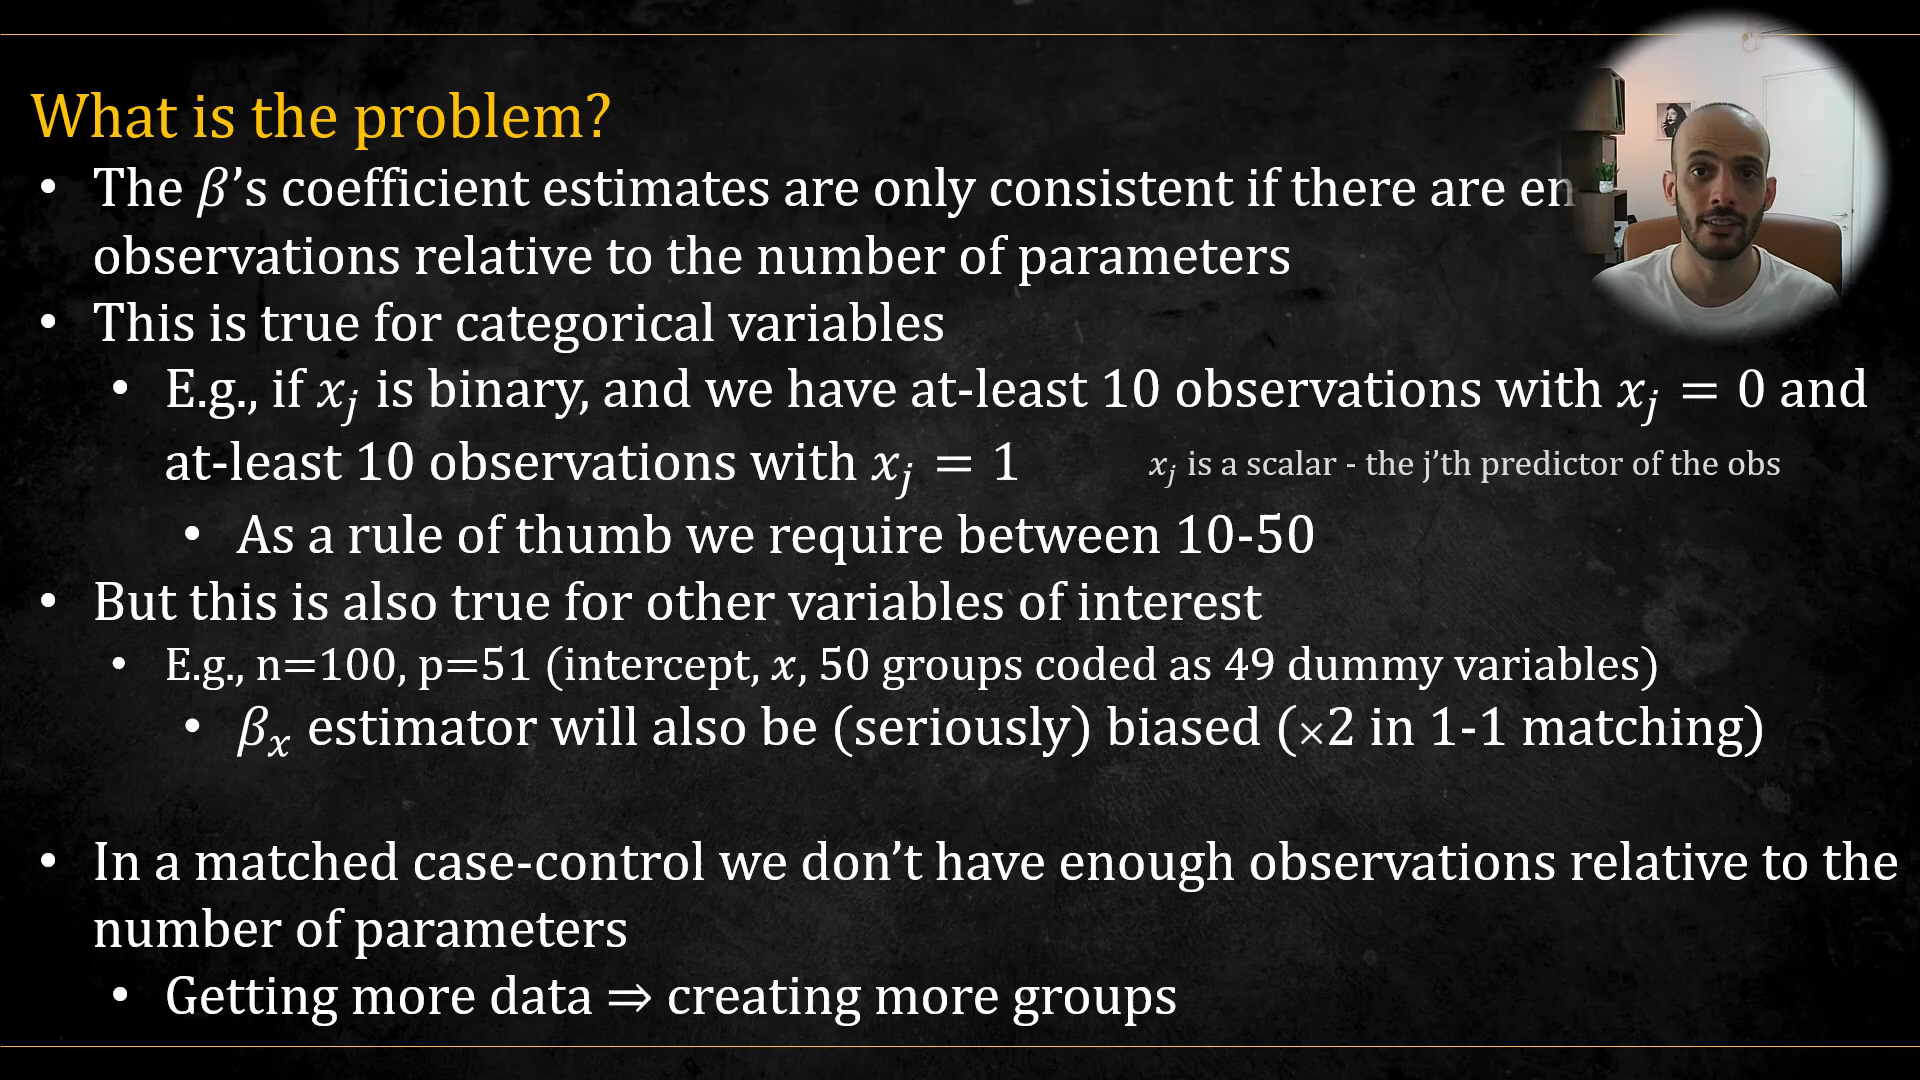 What is the problem?
• The β’s coefficient estimates are only consistent if there are
observations relative to the number of parameters
• This is true for categorical variables
• E.g., if xⱼ is binary, and we have at-least 10 observations with xⱼ = 0 and
at-least 10 observations with xⱼ = 1
xⱼ is a scalar - the j’th predictor of the obs
• As a rule of thumb we require between 10-50
• But this is also true for other variables of interest
• E.g., n=100, p=51 (intercept, x, 50 groups coded as 49 dummy variables)
• βₓ estimator will also be (seriously) biased (×2 in 1-1 matching)
• In a matched case-control we don’t have enough observations relative to the
number of parameters
• Getting more data ⇒ creating more groups